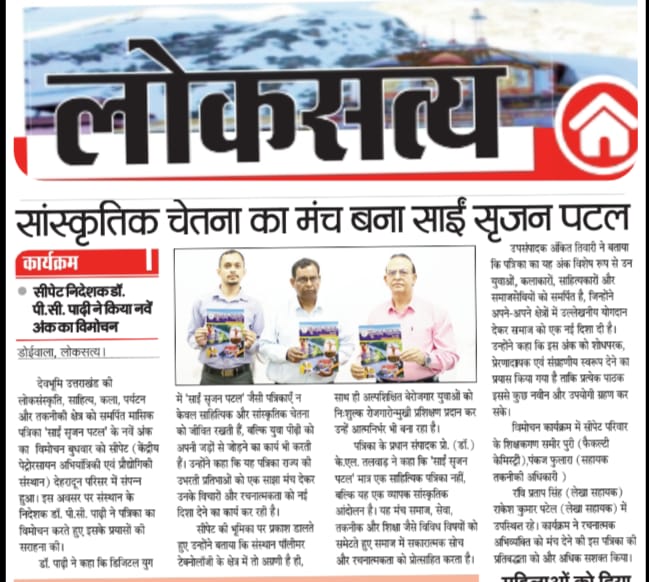 लोकसत्य
सांस्कृतिक चेतना का मंच बना साईं सृजन पटल
कार्यक्रम
सीपेट निदेशक डॉ.
पी.सी. पाढ़ी ने किया नवें
अंक का विमोचन
डोईवाला, लोकसत्य।
देवभूमि उत्तराखंड की
लोकसंस्कृति, साहित्य, कला, पर्यटन
और तकनीकी क्षेत्र को समर्पित मासिक
पत्रिका 'साईं सृजन पटल' के नवें अंक
का विमोचन बुधवार को सीपेट (केंद्रीय
पेट्रोरसायन अभियांत्रिकी एवं प्रौद्योगिकी
संस्थान) देहरादून परिसर में संपन्न
हुआ। इस अवसर पर संस्थान के
निदेशक डॉ. पी.सी. पाढ़ी ने पत्रिका का
विमोचन करते हुए इसके प्रयासों की
सराहना की।
डॉ. पाढ़ी ने कहा कि डिजिटल युग
में 'साईं सृजन पटल' जैसी पत्रिकाएँ न
केवल साहित्यिक और सांस्कृतिक चेतना
को जीवित रखती हैं, बल्कि युवा पीढ़ी को
अपनी जड़ों से जोड़ने का कार्य भी करती
हैं। उन्होंने कहा कि यह पत्रिका राज्य की
उभरती प्रतिभाओं को एक साझा मंच देकर
उनके विचारों और रचनात्मकता को नई
दिशा देने का कार्य कर रही है।
सीपेट की भूमिका पर प्रकाश डालते
हुए उन्होंने बताया कि संस्थान पॉलीमर
टेक्नोलॉजी के क्षेत्र में तो अग्रणी है ही,
साथ ही अल्पशिक्षित बेरोजगार युवाओं को
नि:शुल्क रोजगारोन्मुखी प्रशिक्षण प्रदान कर
उन्हें आत्मनिर्भर भी बना रहा है।
पत्रिका के प्रधान संपादक प्रो. (डॉ.)
के.एल. तलवाड़ ने कहा कि 'साईं सृजन
पटल' मात्र एक साहित्यिक पत्रिका नहीं,
बल्कि यह एक व्यापक सांस्कृतिक
आंदोलन है। यह मंच समाज, सेवा,
तकनीक और शिक्षा जैसे विविध विषयों को
समेटते हुए समाज में सकारात्मक सोच
और रचनात्मकता को प्रोत्साहित करता है।
उपसंपादक अंकित तिवारी ने बताया
कि पत्रिका का यह अंक विशेष रूप से उन
युवाओं, कलाकारों, साहित्यकारों और
समाजसेवियों को समर्पित है, जिन्होंने
अपने-अपने क्षेत्रों में उल्लेखनीय योगदान
देकर समाज को एक नई दिशा दी है।
उन्होंने कहा कि इस अंक को शोधपरक,
प्रेरणादायक एवं संग्रहणीय स्वरूप देने का
प्रयास किया गया है ताकि प्रत्येक पाठक
इससे कुछ नवीन और उपयोगी ग्रहण कर
सके।
विमोचन कार्यक्रम में सीपेट परिवार
के शिक्षकगण समीर पुरी (फैकल्टी
केमिस्ट्री),पंकज फुलारा (सहायक
तकनीकी अधिकारी )
रवि प्रताप सिंह (लेखा सहायक)
राकेश कुमार पटेल (लेखा सहायक) में
उपस्थित रहे। कार्यक्रम ने रचनात्मक
अभिव्यक्ति को मंच देने की इस पत्रिका की
प्रतिबद्धता को और अधिक सशक्त किया।
महिलाओं को दिया